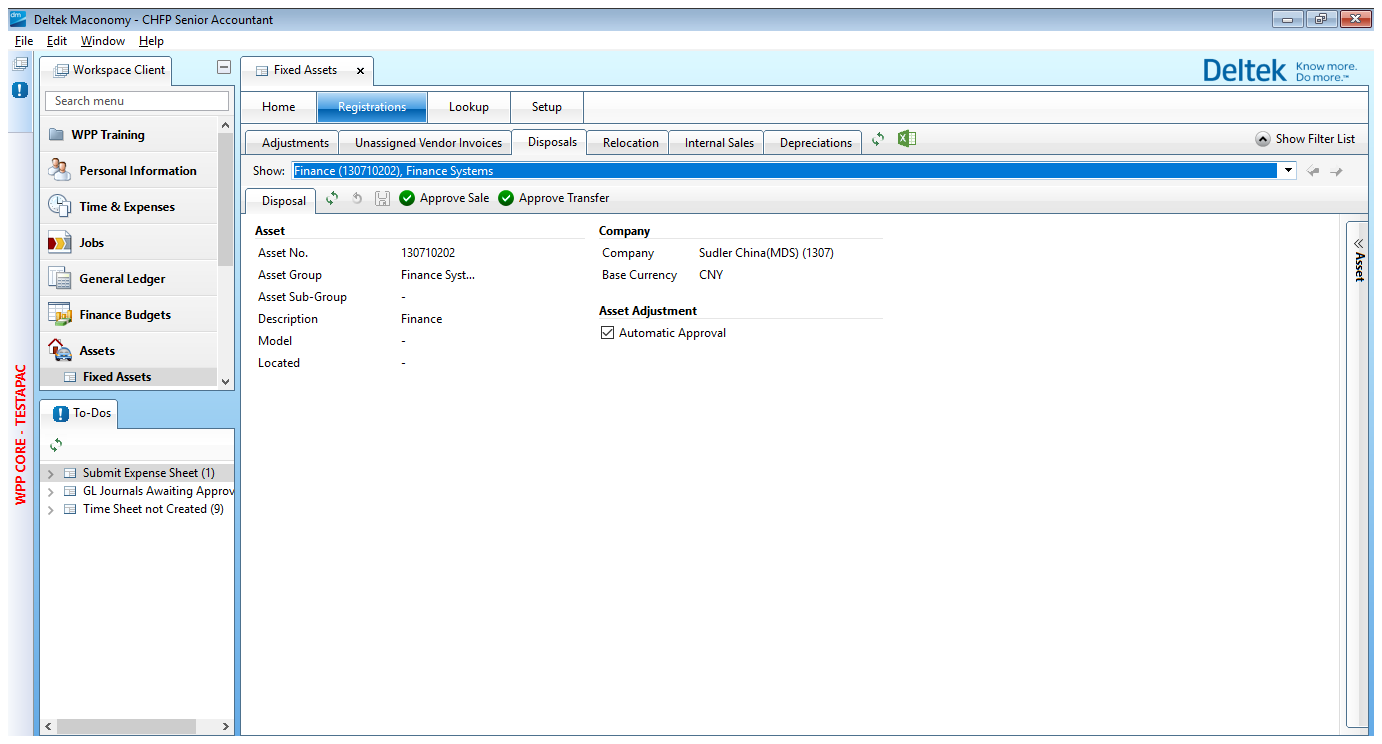 Deltek Maconomy - CHFP Senior Accountant
File Edit Window Help
Workspace Client
Fixed Assets
Deltek Know more. Do more.™
Search menu
Home Registrations Lookup Setup
WPP Training
Adjustments Unassigned Vendor Invoices Disposals Relocation Internal Sales Depreciations Show Filter List
Personal Information
Show: Finance (130710202), Finance Systems
Time & Expenses
Disposal Approve Sale Approve Transfer
Jobs
General Ledger
Finance Budgets
Assets
Fixed Assets
Asset
Asset No. 130710202
Asset Group Finance Syst...
Asset Sub-Group -
Description Finance
Model -
Located -
Company
Company Sudler China(MDS) (1307)
Base Currency CNY
Asset Adjustment
Automatic Approval
Asset
WPP CORE - TESTAPAC
To-Dos
Submit Expense Sheet (1)
GL Journals Awaiting Approv
Time Sheet not Created (9)